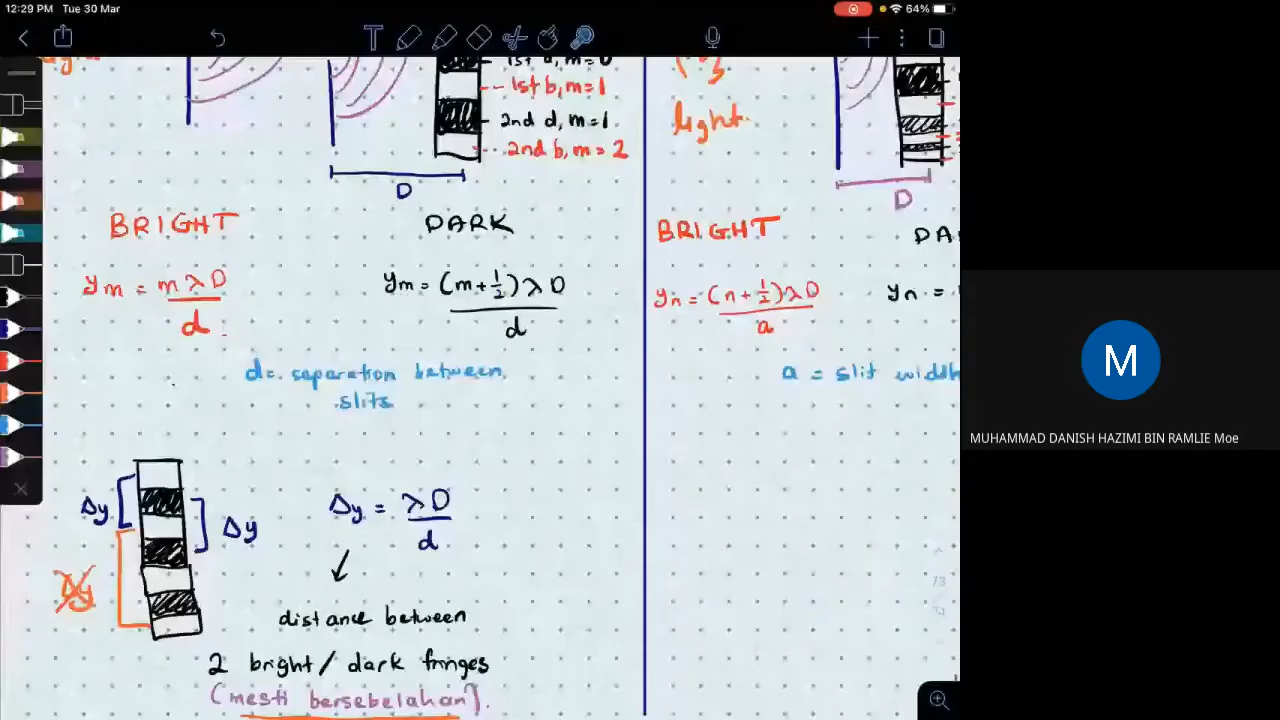 12:29 PM Tue 30 Mar
64%
1st b, m=1
2nd d, m=1
2nd b, m=2
D
light
D
BRIGHT
DARK
BRIGHT
DA
ym = mλD/d
ym = (m+1/2)λD/d
yn = (n+1/2)λD/a
yn =
d = separation between
slits
a = slit width
Δy
Δy
Δy
Δy = λD/d
distance between
2 bright/dark fringes
(mesti bersebelahan).
M
MUHAMMAD DANISH HAZIMI BIN RAMLIE Moe